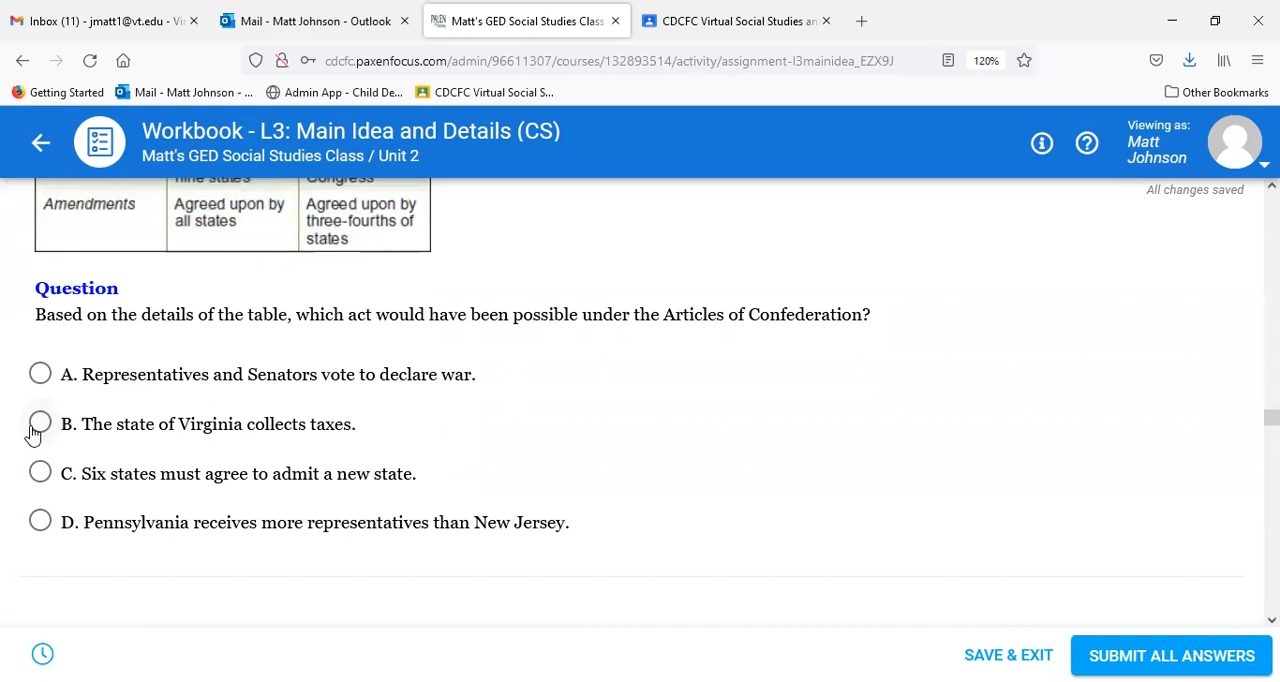 Inbox (11) - jmatt1@vt.edu - Vir
Mail - Matt Johnson - Outlook
PAXEN Matt's GED Social Studies Class
CDCFC Virtual Social Studies an
cdcfc.paxenfocus.com/admin/96611307/courses/132893514/activity/assignment-l3mainidea_EZX9J
120%
Getting Started
Mail - Matt Johnson - ...
Admin App - Child De...
CDCFC Virtual Social S...
Other Bookmarks
Workbook - L3: Main Idea and Details (CS)
Matt's GED Social Studies Class / Unit 2
Viewing as:
Matt
Johnson
All changes saved
nine states Congress
Amendments Agreed upon by Agreed upon by
all states three-fourths of
states
Question
Based on the details of the table, which act would have been possible under the Articles of Confederation?
A. Representatives and Senators vote to declare war.
B. The state of Virginia collects taxes.
C. Six states must agree to admit a new state.
D. Pennsylvania receives more representatives than New Jersey.
SAVE & EXIT
SUBMIT ALL ANSWERS